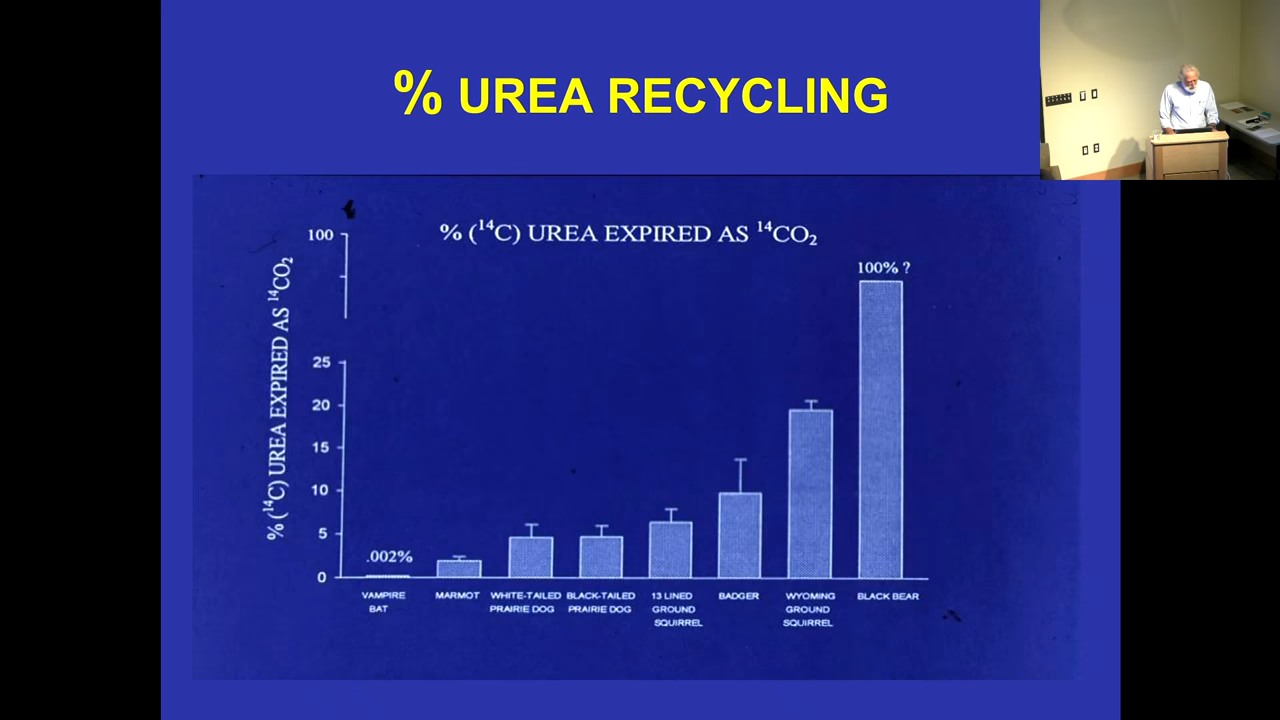 % UREA RECYCLING
% (¹⁴C) UREA EXPIRED AS ¹⁴CO₂
% (¹⁴C) UREA EXPIRED AS ¹⁴CO₂
100
25
20
15
10
5
0
.002%
100% ?
VAMPIRE
BAT
MARMOT
WHITE-TAILED
PRAIRIE DOG
BLACK-TAILED
PRAIRIE DOG
13 LINED
GROUND
SQUIRREL
BADGER
WYOMING
GROUND
SQUIRREL
BLACK BEAR